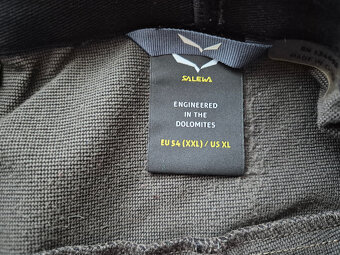 SALEWA
ENGINEERED
IN THE
DOLOMITES
EU 54 (XXL) / US XL